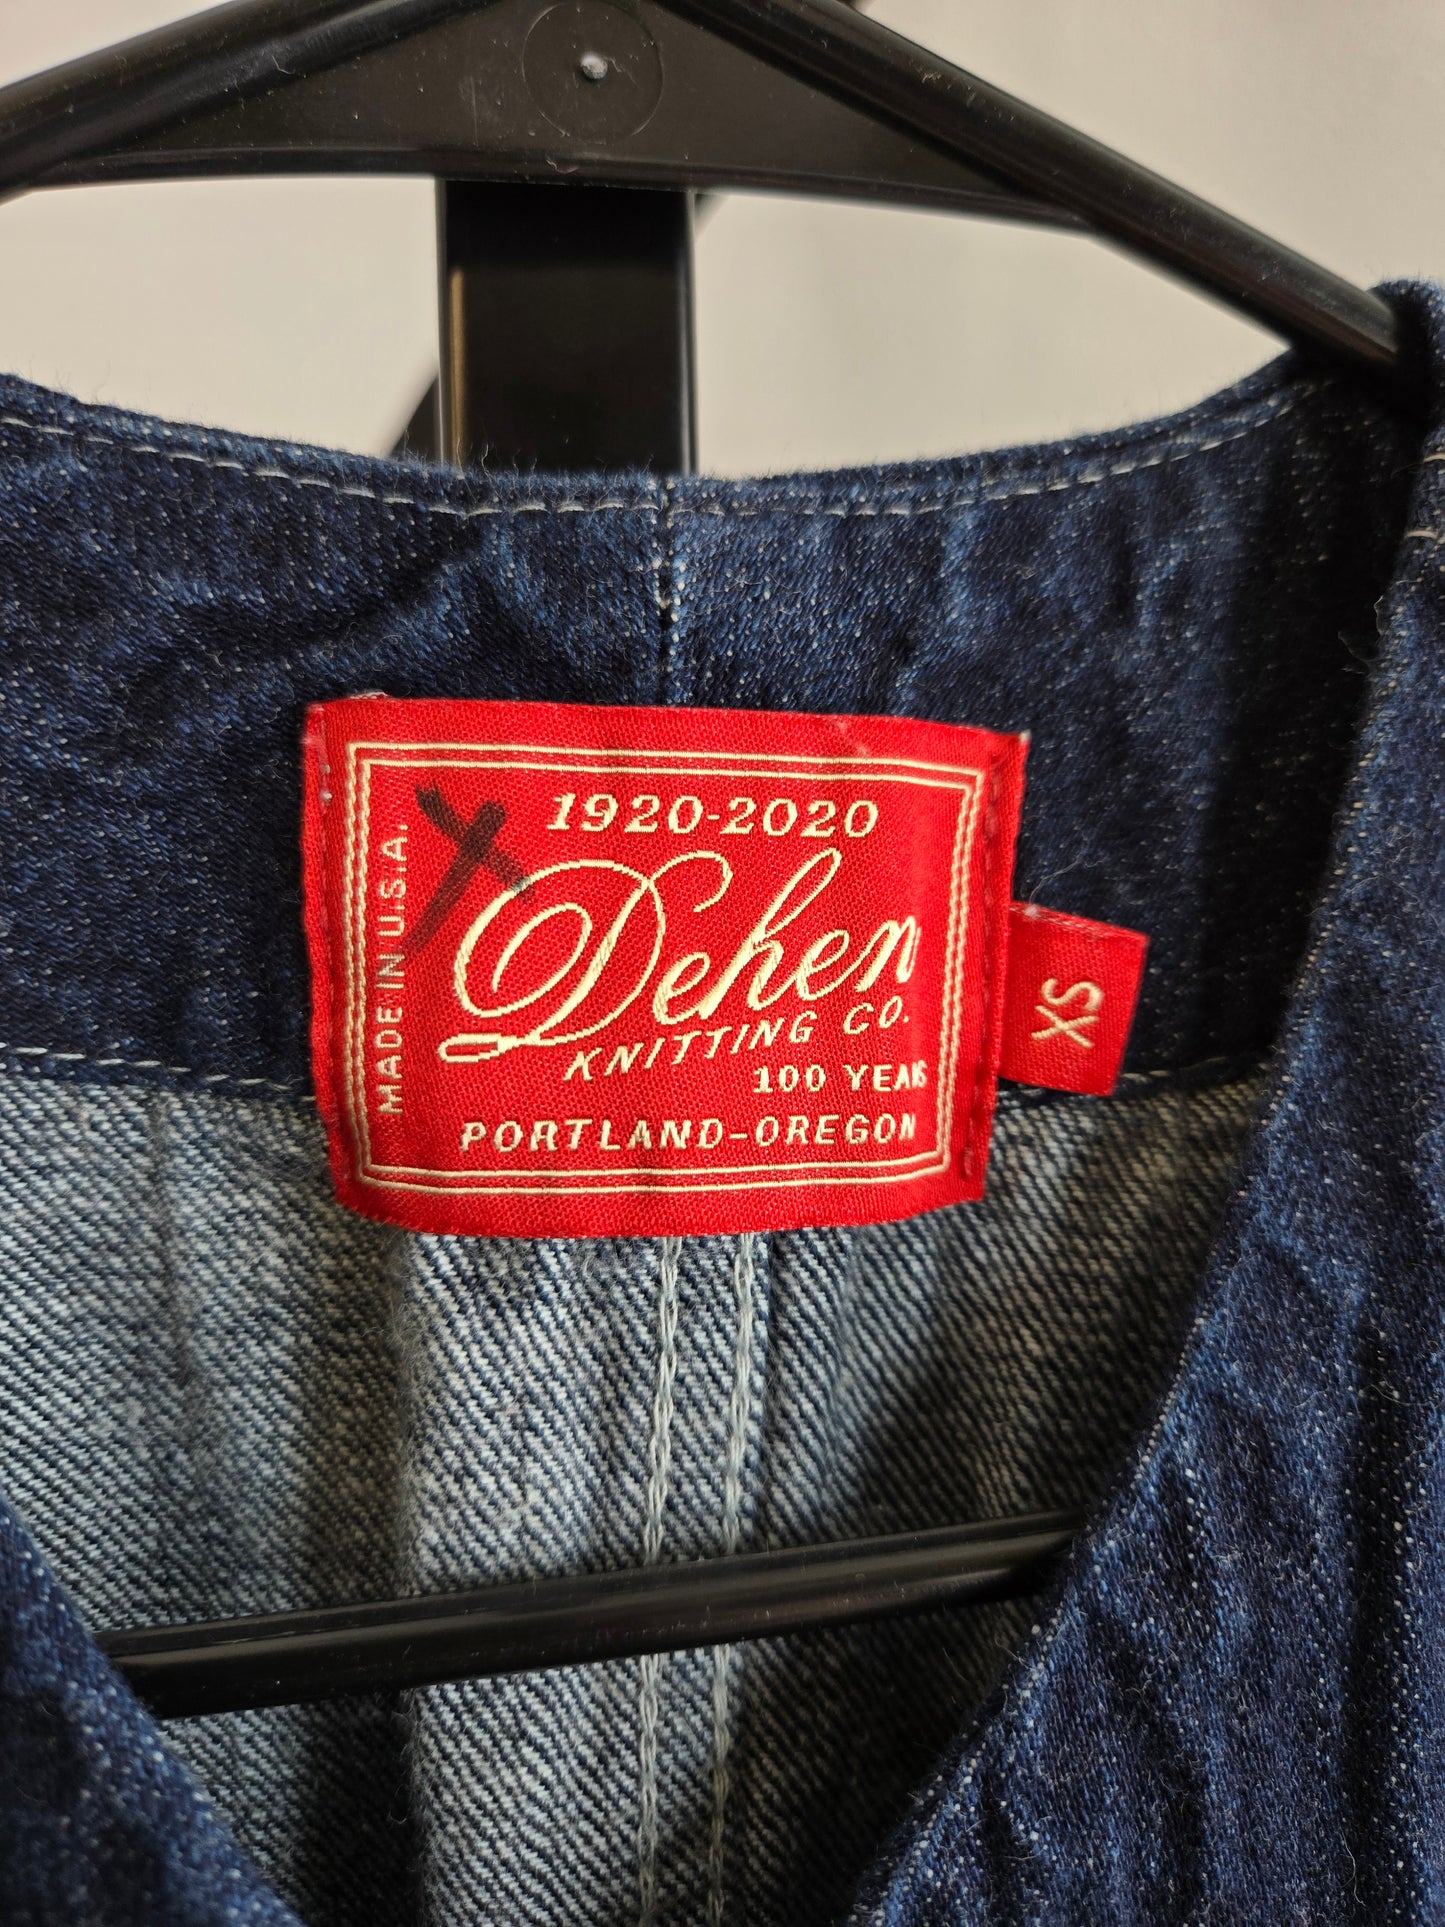 1920-2020
Dehen
KNITTING CO.
100 YEARS
PORTLAND-OREGON
MADE IN U.S.A.
XS